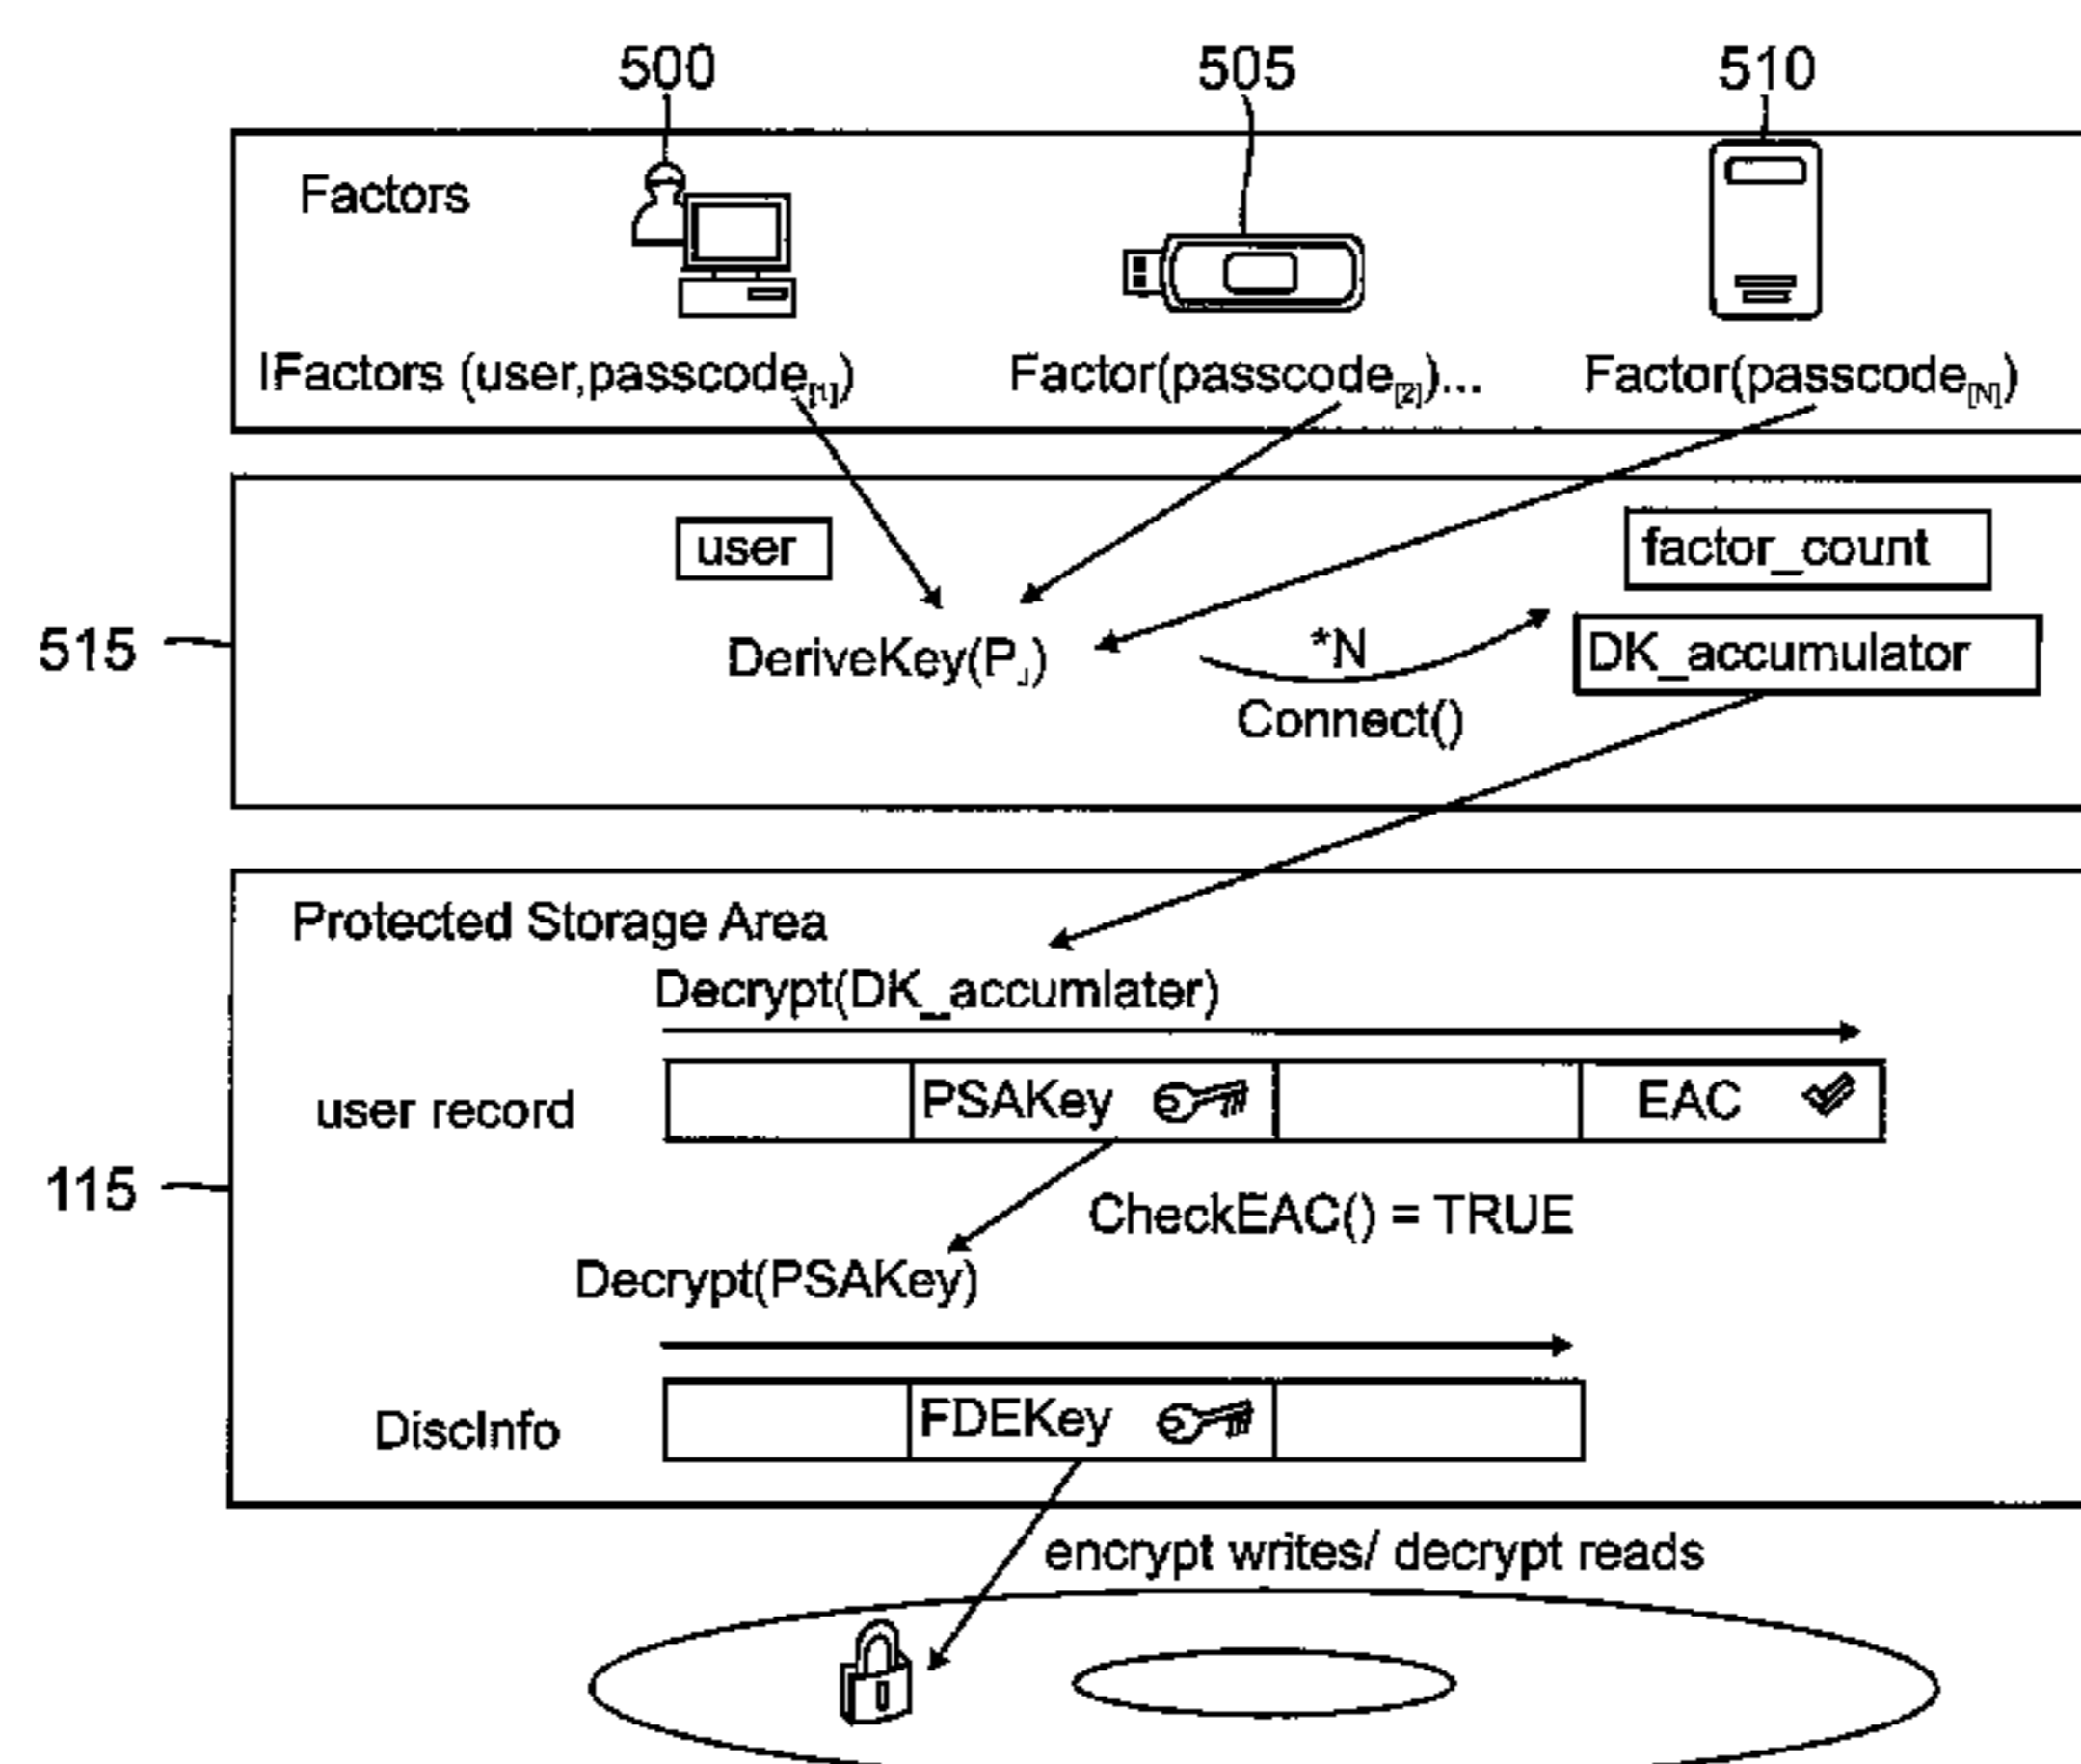 500 505 510
Factors
IFactors (user,passcode[1]) Factor(passcode[2])... Factor(passcode[N])
user factor_count
515 DeriveKey(PJ) *N DK_accumulator
Connect()
Protected Storage Area
Decrypt(DK_accumlater)
user record PSAKey EAC
115 CheckEAC() = TRUE
Decrypt(PSAKey)
DiscInfo FDEKey
encrypt writes/ decrypt reads